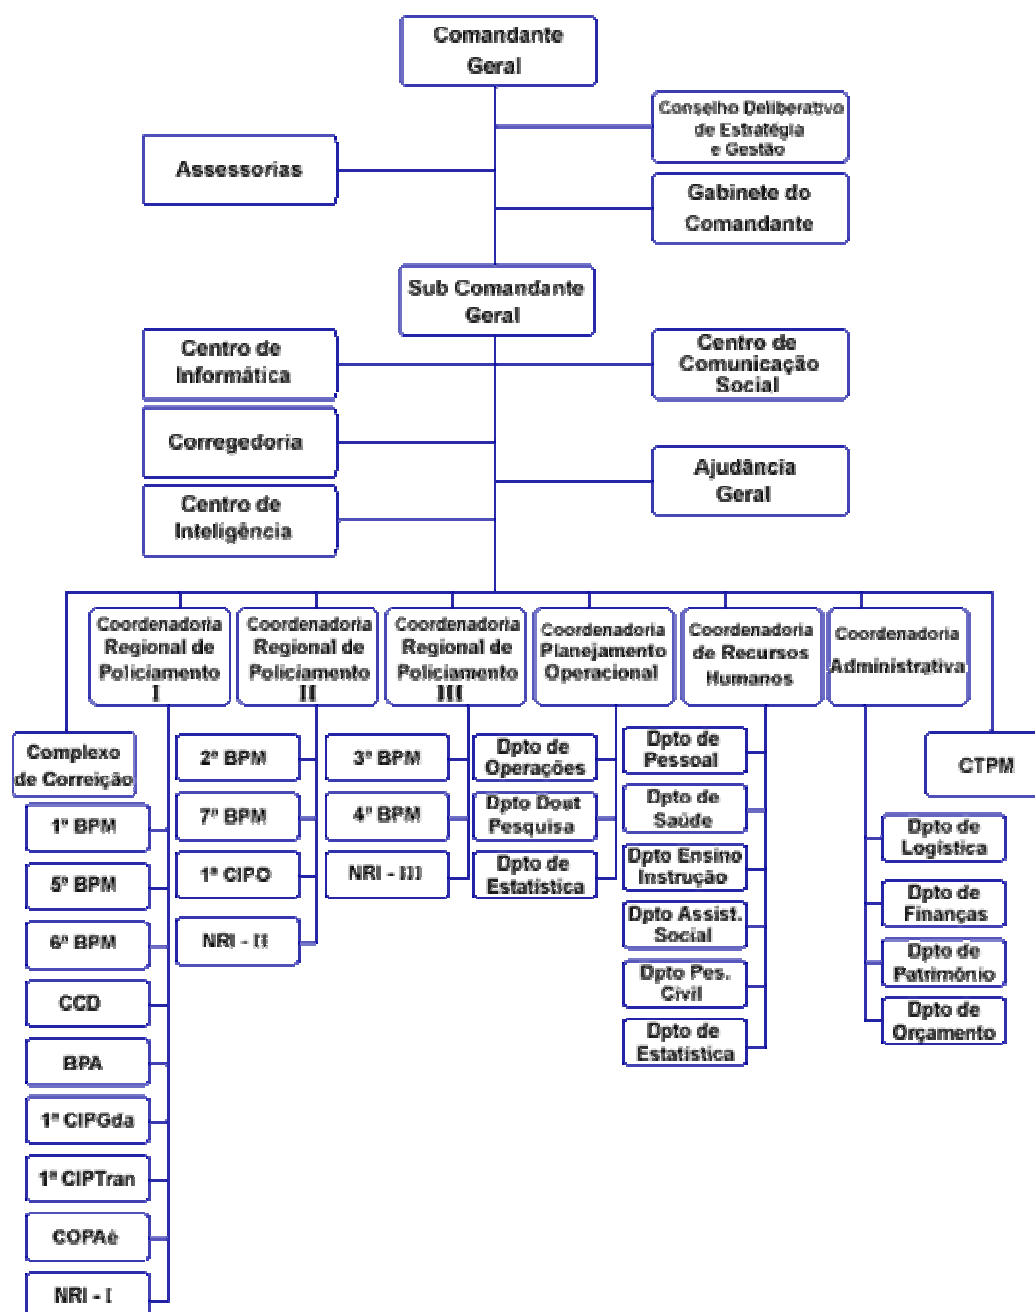 Comandante
Geral
Conselho Deliberativo
de Estratégia
e Gestão
Assessorias
Gabinete do
Comandante
Sub Comandante
Geral
Centro de
Informática
Centro de
Comunicação
Social
Corregedoria
Ajudância
Geral
Centro de
Inteligência
Coordenadoria
Regional de
Policiamento
I
Coordenadoria
Regional de
Policiamento
II
Coordenadoria
Regional de
Policiamento
III
Coordenadoria
Planejamento
Operacional
Coordenadoria
de Recursos
Humanos
Coordenadoria
Administrativa
Complexo
de Correição
CTPM
1º BPM
5º BPM
6º BPM
CCD
BPA
1ª CIPGda
1ª CIPTran
COPAé
NRI - I
2º BPM
7º BPM
1ª CIPO
NRI - II
3º BPM
4º BPM
NRI - III
Dpto de
Operações
Dpto Dout
Pesquisa
Dpto de
Estatística
Dpto de
Pessoal
Dpto de
Saúde
Dpto Ensino
Instrução
Dpto Assist.
Social
Dpto Pes.
Civil
Dpto de
Estatística
Dpto de
Logística
Dpto de
Finanças
Dpto de
Patrimônio
Dpto de
Orçamento